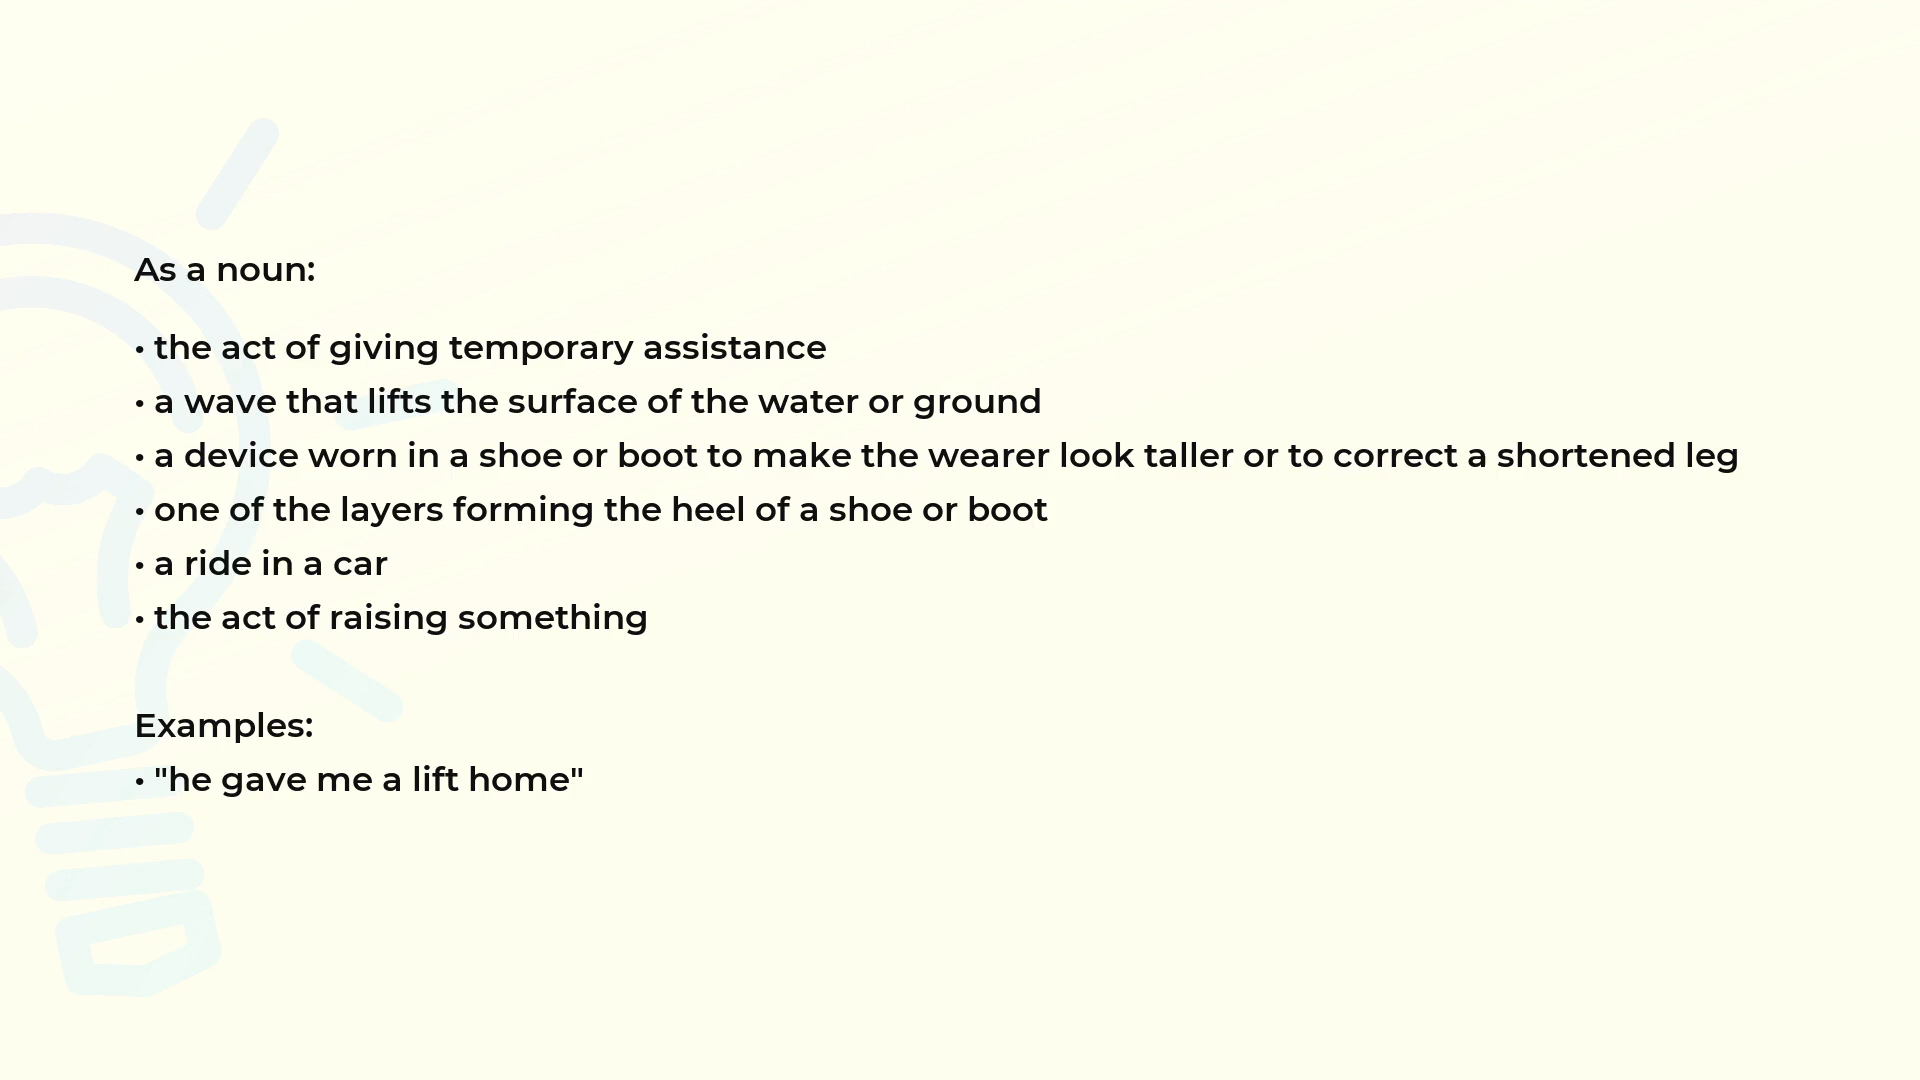 As a noun:
• the act of giving temporary assistance
• a wave that lifts the surface of the water or ground
• a device worn in a shoe or boot to make the wearer look taller or to correct a shortened leg
• one of the layers forming the heel of a shoe or boot
• a ride in a car
• the act of raising something
Examples:
• "he gave me a lift home"